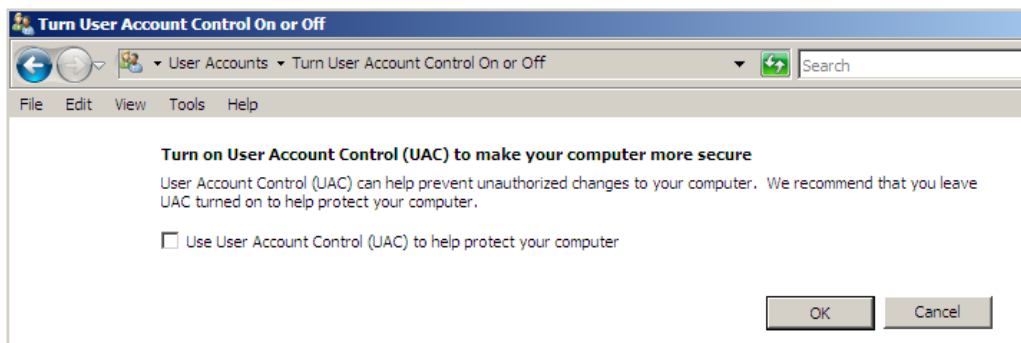 Turn User Account Control On or Off
User Accounts Turn User Account Control On or Off Search
File Edit View Tools Help
Turn on User Account Control (UAC) to make your computer more secure
User Account Control (UAC) can help prevent unauthorized changes to your computer. We recommend that you leave
UAC turned on to help protect your computer.
Use User Account Control (UAC) to help protect your computer
OK Cancel